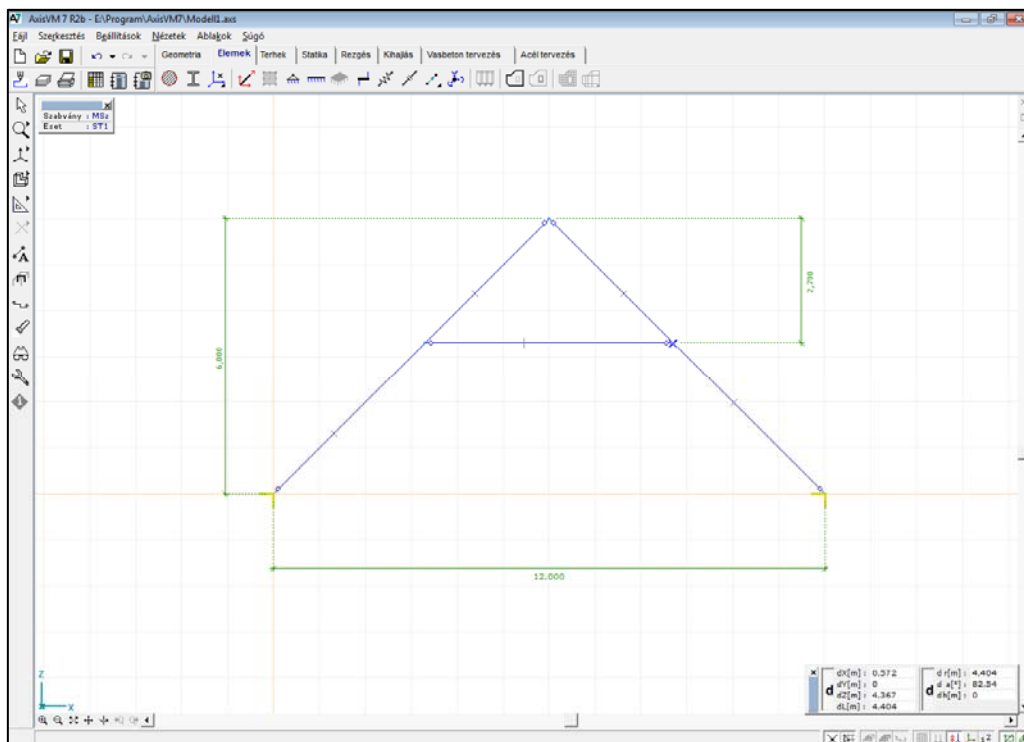 AxisVM 7 R2b - E:\Program\AxisVM7\Modell1.axs
Fájl Szerkesztés Beállítások Nézetek Ablakok Súgó
Geometria Elemek Terhek Statika Rezgés Kihajlás Vasbeton tervezés Acél tervezés
Szabvány : MSz
Eset : ST1
6,000
2,700
12,000
Z
X
dX[m] : 0,572
dY[m] : 0
dZ[m] : 4,367
dL[m] : 4,404
d
d r[m] : 4,404
d a[°] : 82,54
dh[m] : 0
d